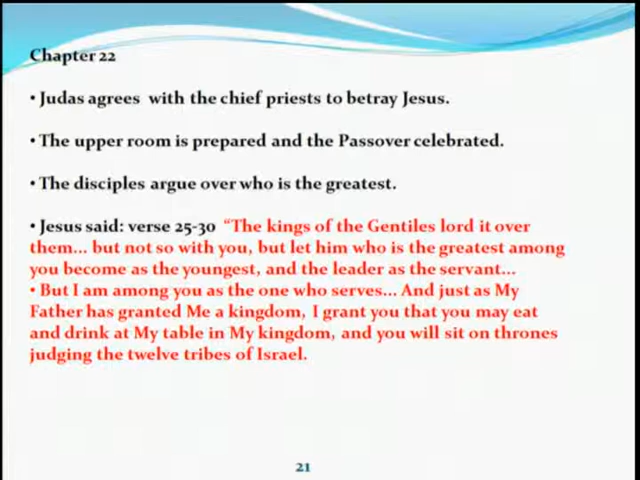 Chapter 22
• Judas agrees with the chief priests to betray Jesus.
• The upper room is prepared and the Passover celebrated.
• The disciples argue over who is the greatest.
• Jesus said: verse 25-30 “The kings of the Gentiles lord it over
them... but not so with you, but let him who is the greatest among
you become as the youngest, and the leader as the servant...
• But I am among you as the one who serves... And just as My
Father has granted Me a kingdom, I grant you that you may eat
and drink at My table in My kingdom, and you will sit on thrones
judging the twelve tribes of Israel.
21